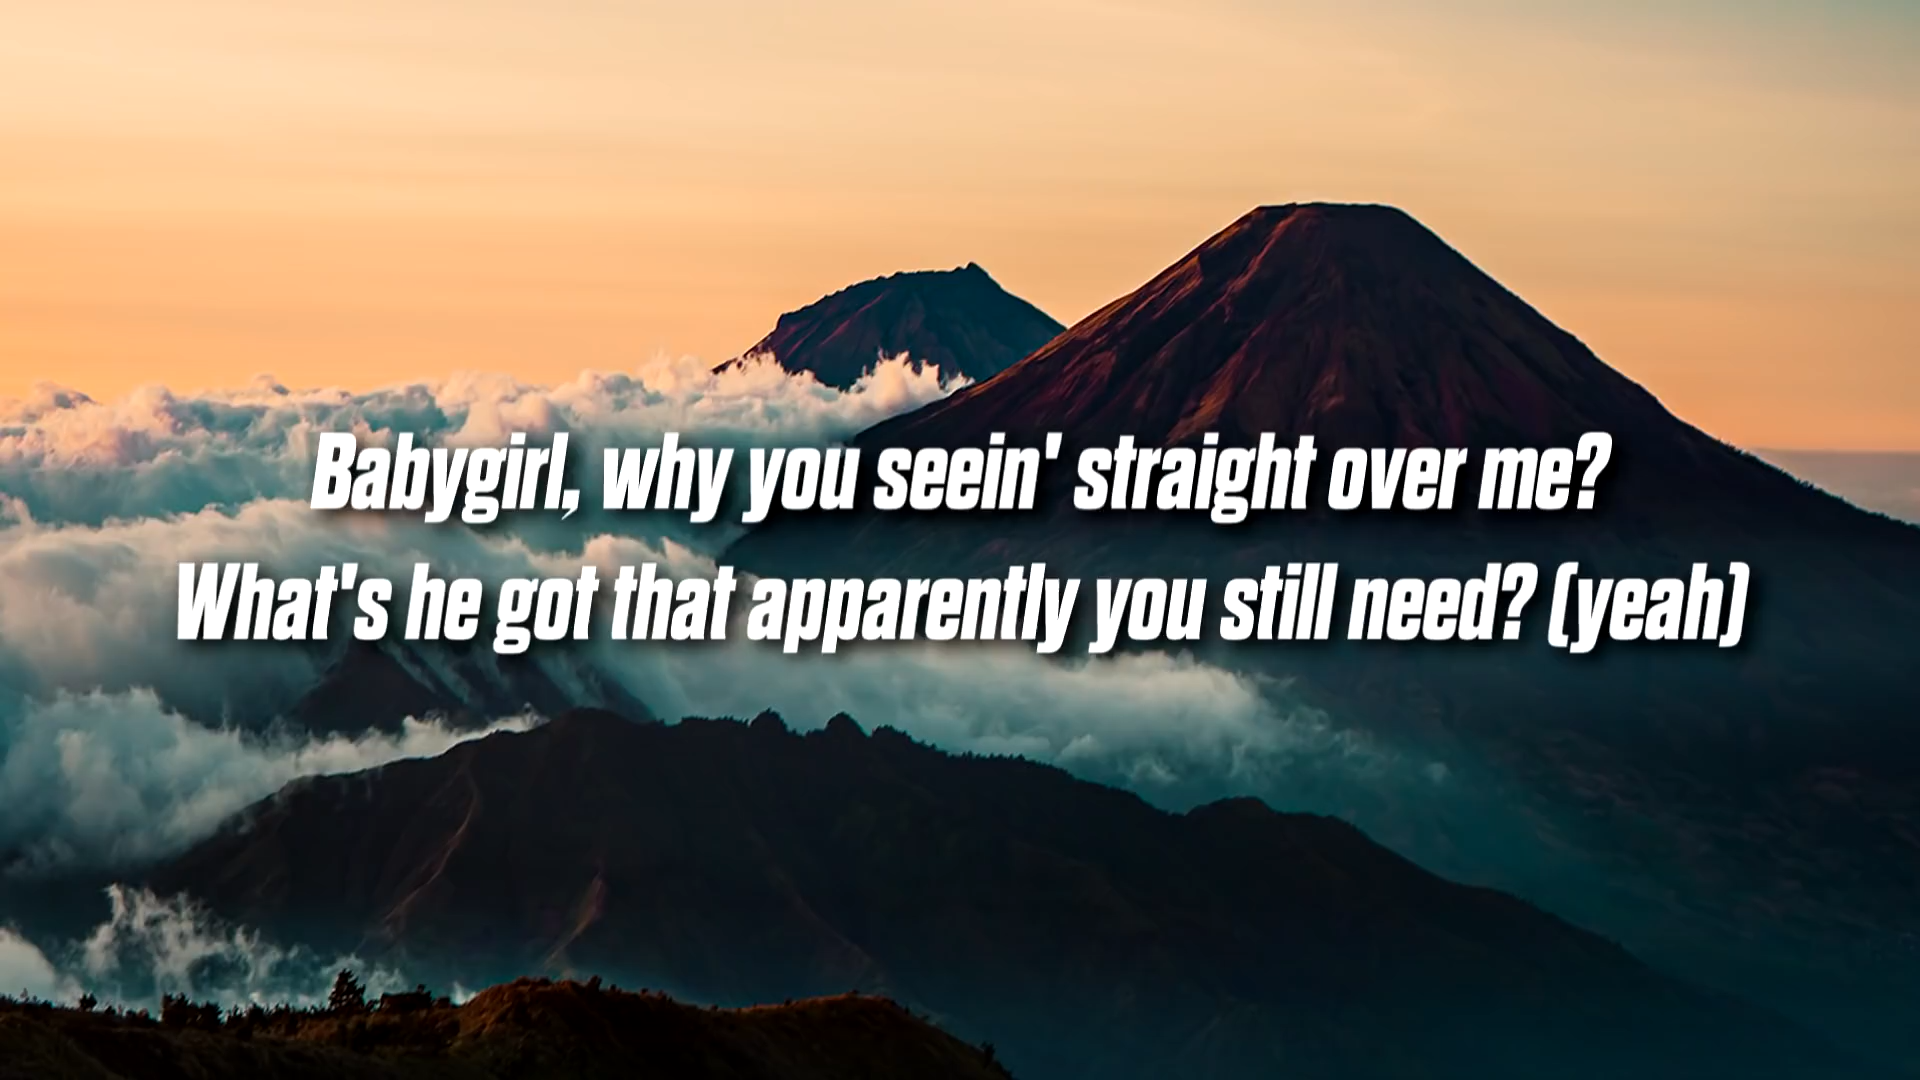 Babygirl, why you seein' straight over me?
What's he got that apparently you still need? (yeah)